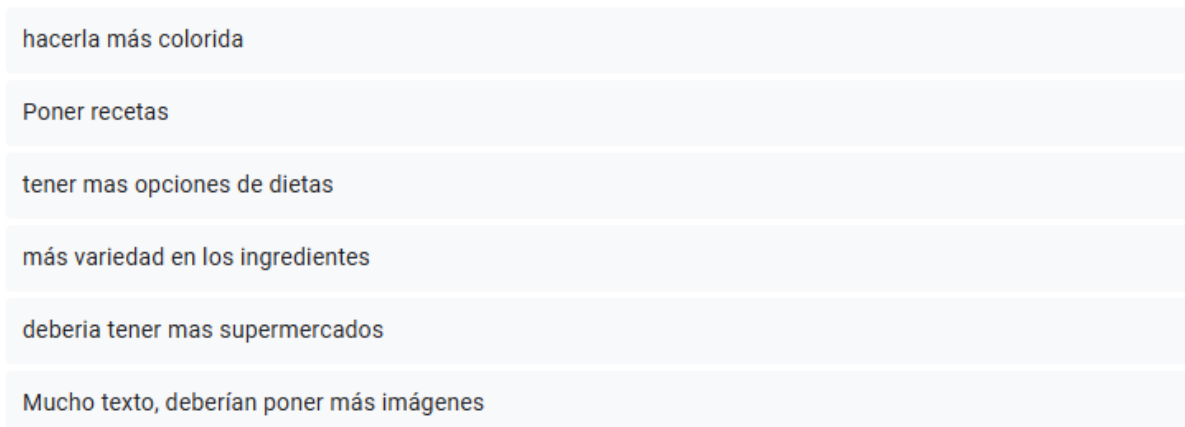 hacerla más colorida
Poner recetas
tener mas opciones de dietas
más variedad en los ingredientes
deberia tener mas supermercados
Mucho texto, deberían poner más imágenes